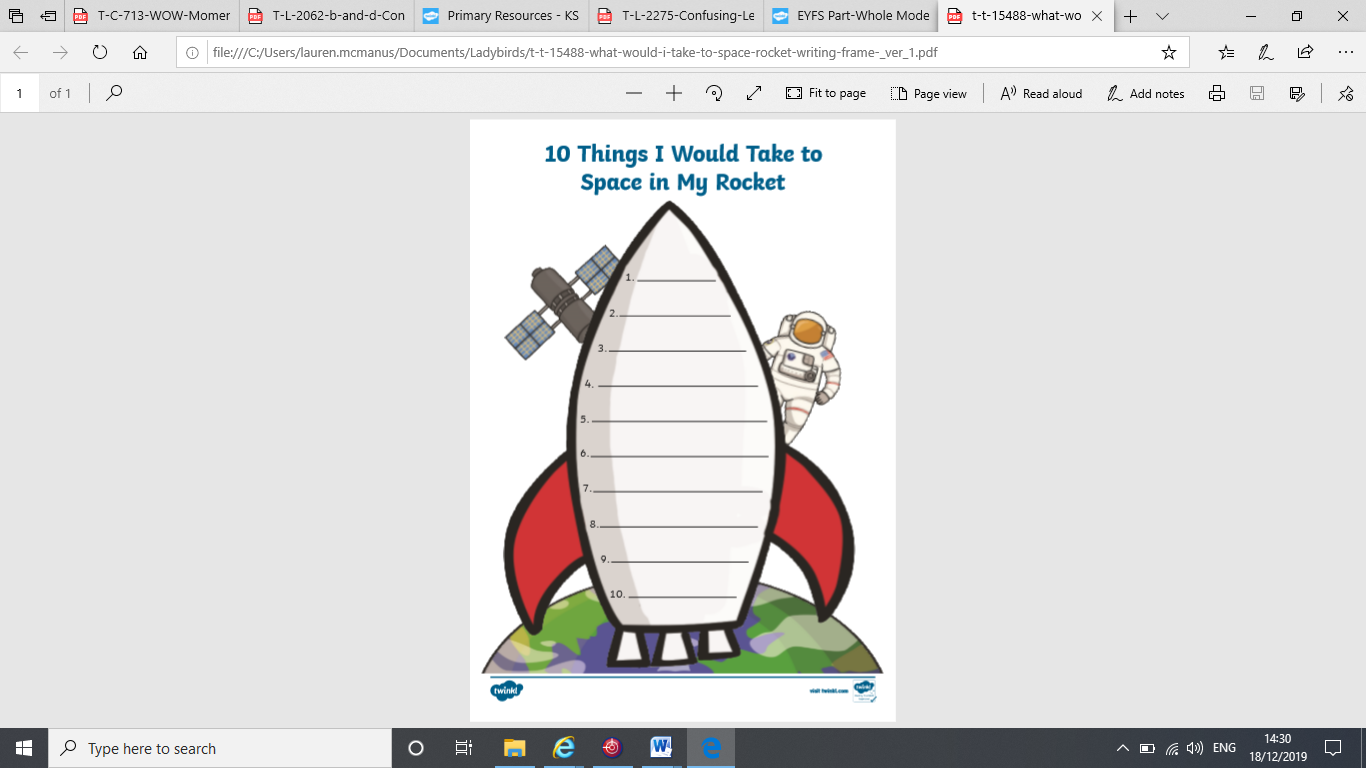 T-C-713-WOW-Momer
T-L-2062-b-and-d-Con
Primary Resources - KS
T-L-2275-Confusing-Le
EYFS Part-Whole Mode
t-t-15488-what-wo
file:///C:/Users/lauren.mcmanus/Documents/Ladybirds/t-t-15488-what-would-i-take-to-space-rocket-writing-frame-_ver_1.pdf
1 of 1
Fit to page
Page view
Read aloud
Add notes
10 Things I Would Take to
Space in My Rocket
1.
2.
3.
4.
5.
6.
7.
8.
9.
10.
twinkl
visit twinkl.com
twinkl
Type here to search
ENG
14:30
18/12/2019